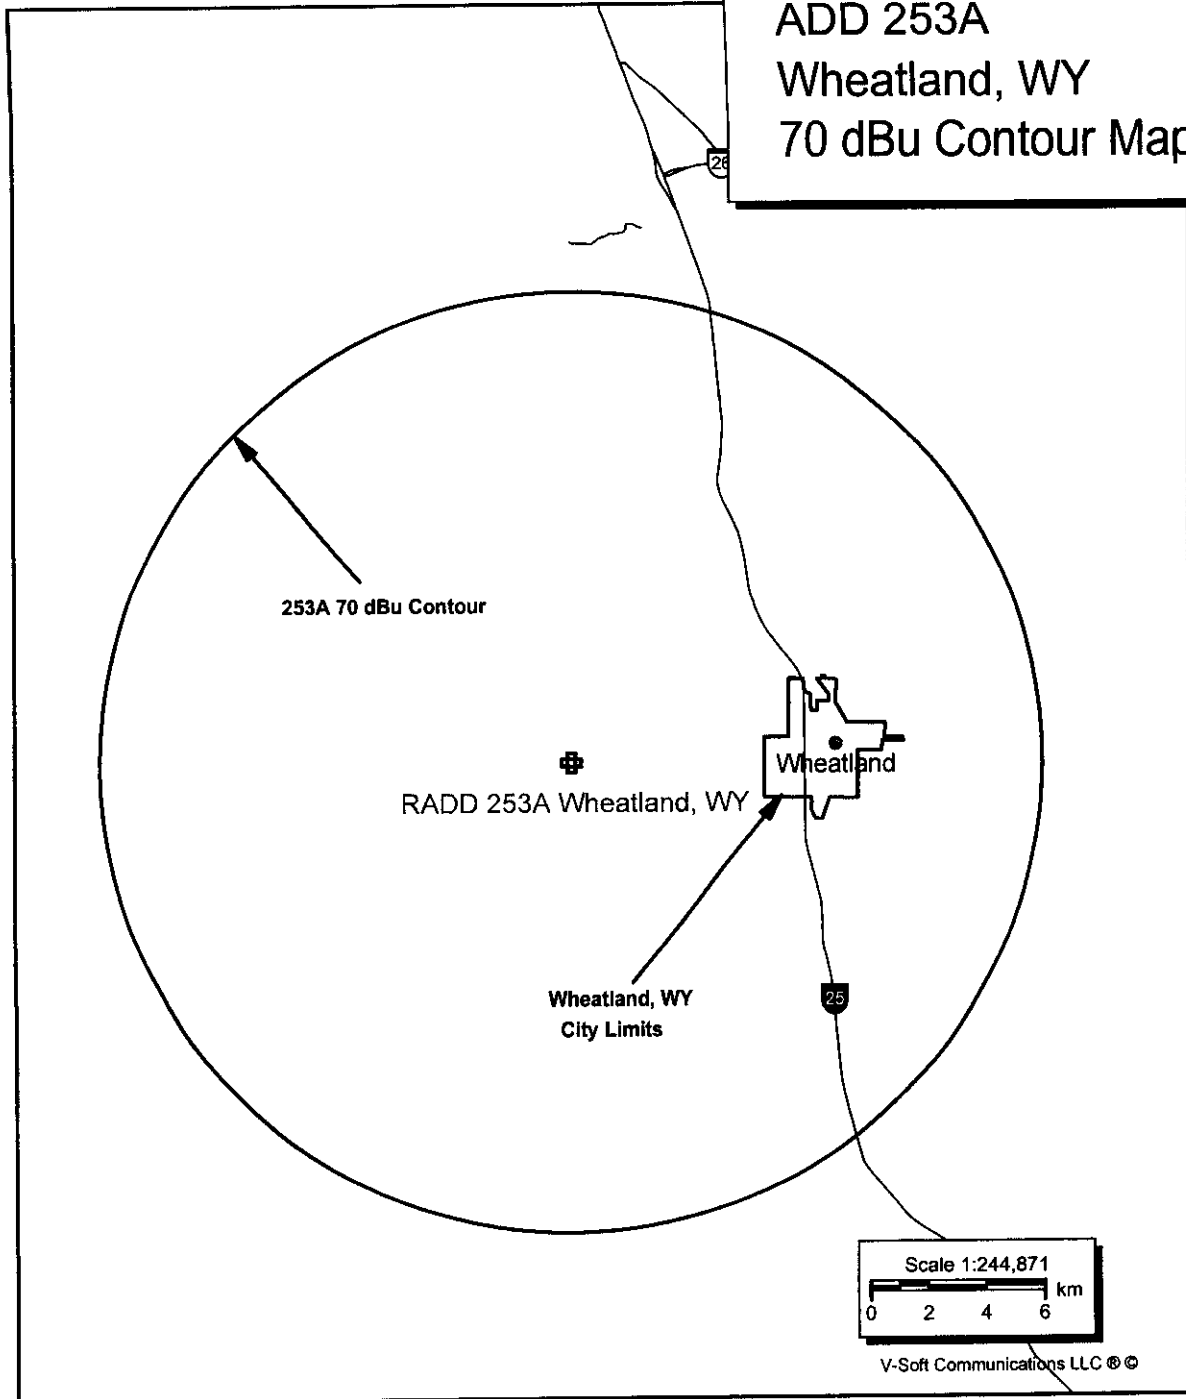 ADD 253A
Wheatland, WY
70 dBu Contour Map
26
253A 70 dBu Contour
Wheatland
RADD 253A Wheatland, WY
Wheatland, WY
City Limits
25
Scale 1:244,871
km
0 2 4 6
V-Soft Communications LLC ® ©